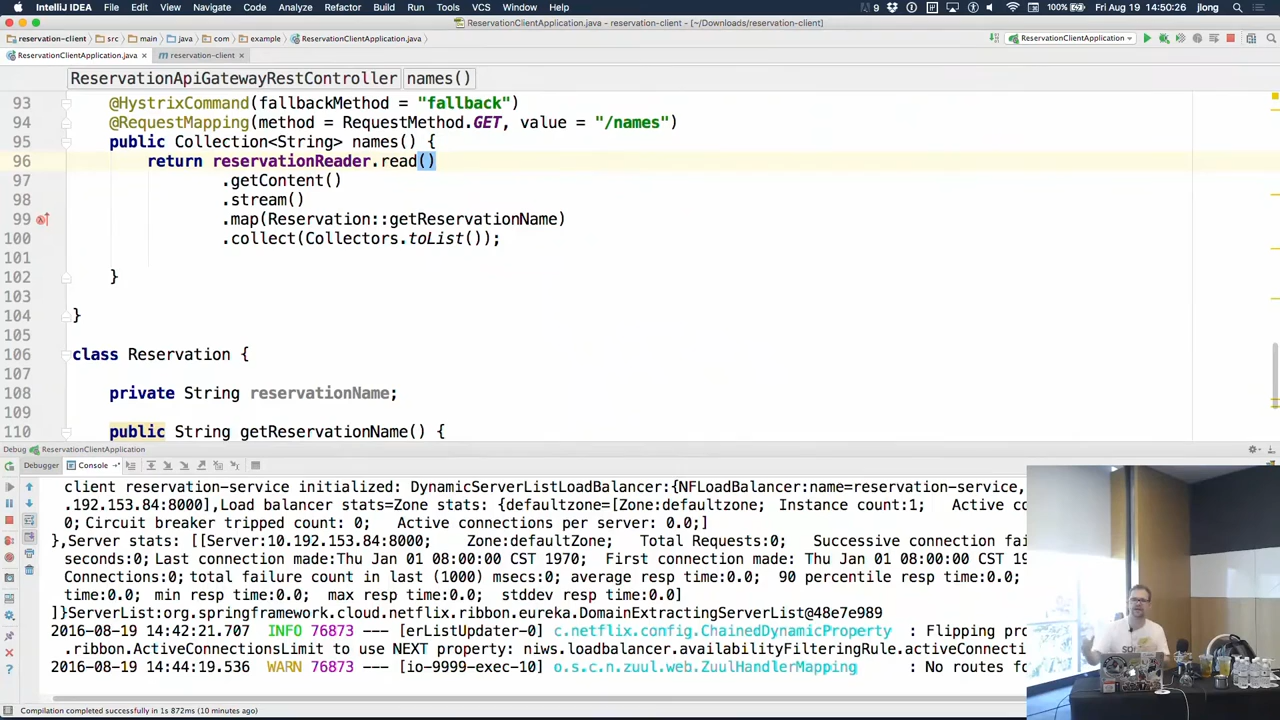 IntelliJ IDEA File Edit View Navigate Code Analyze Refactor Build Run Tools VCS Window Help 9 100% Fri Aug 19 14:50:26 jlong
ReservationClientApplication.java - reservation-client - [~/Downloads/reservation-client]
reservation-client src main java com example ReservationClientApplication.java ReservationClientApplication
ReservationClientApplication.java m reservation-client
ReservationApiGatewayRestController names()
93 @HystrixCommand(fallbackMethod = "fallback")
94 @RequestMapping(method = RequestMethod.GET, value = "/names")
95 public Collection<String> names() {
96 return reservationReader.read()
97 .getContent()
98 .stream()
99 .map(Reservation::getReservationName)
100 .collect(Collectors.toList());
101
102 }
103
104 }
105
106 class Reservation {
107
108 private String reservationName;
109
110 public String getReservationName() {
Debug ReservationClientApplication
Debugger Console
client reservation-service initialized: DynamicServerListLoadBalancer:{NFLoadBalancer:name=reservation-service,
.192.153.84:8000],Load balancer stats=Zone stats: {defaultzone=[Zone:defaultzone; Instance count:1; Active co
0; Circuit breaker tripped count: 0; Active connections per server: 0.0;]
},Server stats: [[Server:10.192.153.84:8000; Zone:defaultZone; Total Requests:0; Successive connection fai
seconds:0; Last connection made:Thu Jan 01 08:00:00 CST 1970; First connection made: Thu Jan 01 08:00:00 CST
Connections:0; total failure count in last (1000) msecs:0; average resp time:0.0; 90 percentile resp time:0.0;
time:0.0; min resp time:0.0; max resp time:0.0; stddev resp time:0.0]
]}ServerList:org.springframework.cloud.netflix.ribbon.eureka.DomainExtractingServerList@48e7e989
2016-08-19 14:42:21.707 INFO 76873 --- [erListUpdater-0] c.netflix.config.ChainedDynamicProperty : Flipping pro
.ribbon.ActiveConnectionsLimit to use NEXT property: niws.loadbalancer.availabilityFilteringRule.activeConnecti
2016-08-19 14:44:19.536 WARN 76873 --- [io-9999-exec-10] o.s.c.n.zuul.web.ZuulHandlerMapping : No routes fo
Compilation completed successfully in 1s 872ms (10 minutes ago)